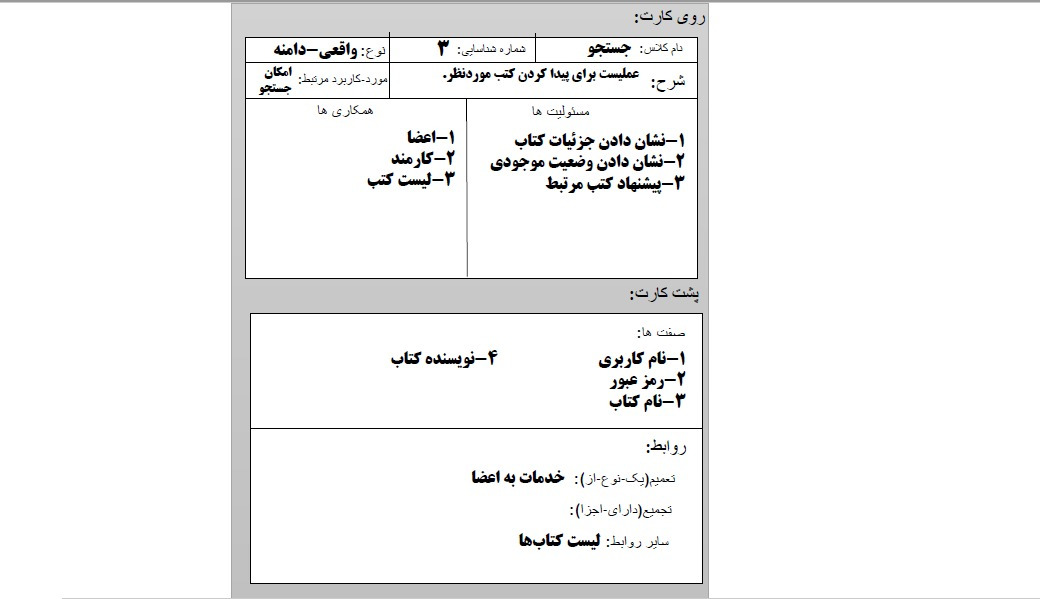 روی کارت:
نام کلاس: جستجو شماره شناسایی: ۳ نوع: واقعی–دامنه
شرح: عملیست برای پیدا کردن کتب موردنظر. مورد-کاربرد مرتبط: امکان جستجو
مسئولیت ها
۱–نشان دادن جزئیات کتاب
۲–نشان دادن وضعیت موجودی
۳–پیشنهاد کتب مرتبط
همکاری ها
۱–اعضا
۲–کارمند
۳–لیست کتب
پشت کارت:
صفت ها:
۱–نام کاربری
۲–رمز عبور
۳–نام کتاب
۴–نویسنده کتاب
روابط:
تعمیم(یک-نوع-از): خدمات به اعضا
تجمیع(دارای-اجزا):
سایر روابط: لیست کتاب‌ها